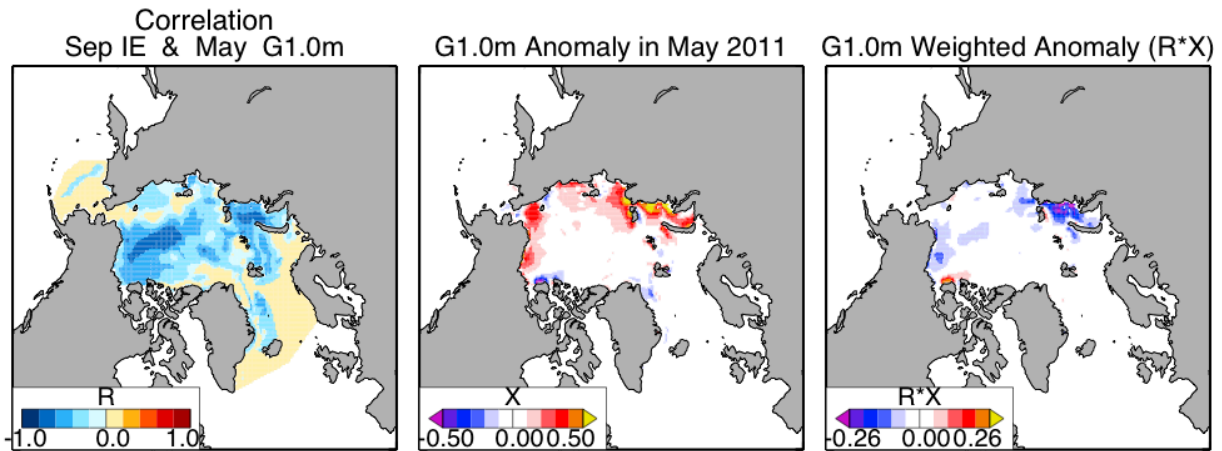 Correlation
Sep IE & May G1.0m
G1.0m Anomaly in May 2011
G1.0m Weighted Anomaly (R*X)
R
-1.0 0.0 1.0
X
-0.50 0.00 0.50
R*X
-0.26 0.00 0.26